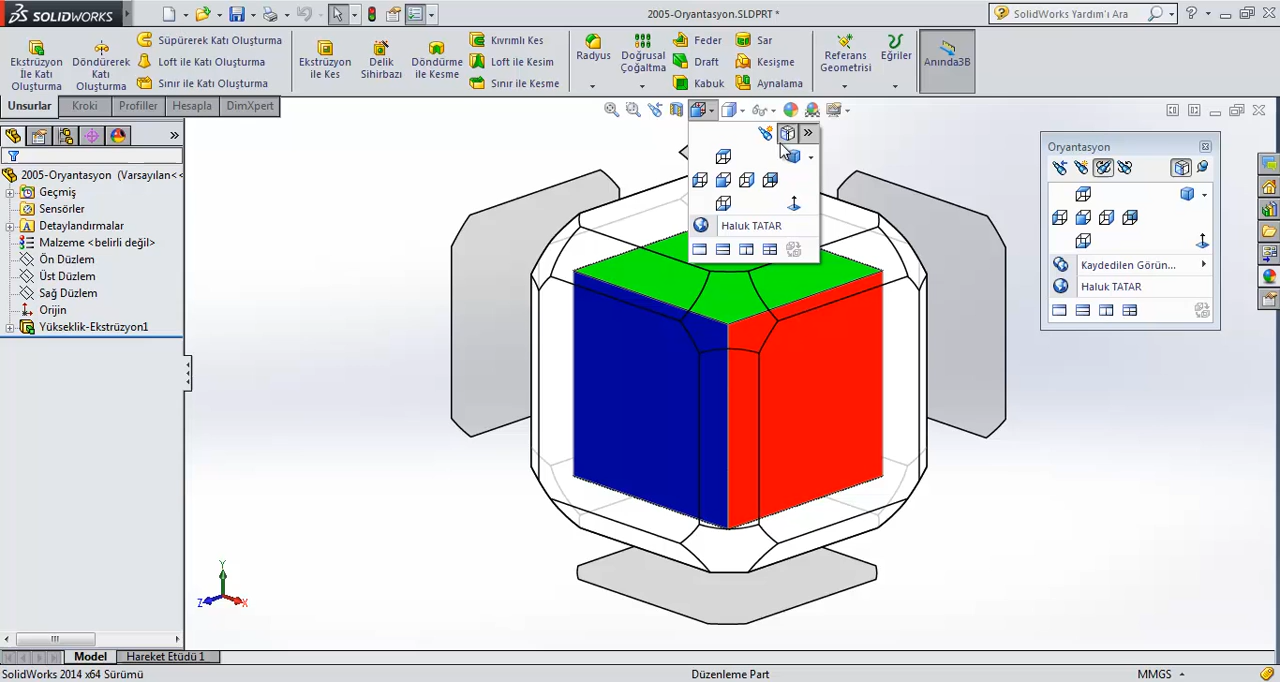 SOLIDWORKS
2005-Oryantasyon.SLDPRT *
SolidWorks Yardım'ı Ara
Ekstrüzyon İle Katı Oluşturma
Döndürerek Katı Oluşturma
Süpürerek Katı Oluşturma
Loft ile Katı Oluşturma
Sınır ile Katı Oluşturma
Ekstrüzyon ile Kes
Delik Sihirbazı
Döndürme ile Kesme
Kıvrımlı Kes
Loft ile Kesim
Sınır ile Kesme
Radyus
Doğrusal Çoğaltma
Feder
Draft
Kabuk
Sar
Kesişme
Aynalama
Referans Geometrisi
Eğriler
Anında3B
Unsurlar
Kroki
Profiller
Hesapla
DimXpert
2005-Oryantasyon (Varsayılan<<
Geçmiş
Sensörler
Detaylandırmalar
Malzeme <belirli değil>
Ön Düzlem
Üst Düzlem
Sağ Düzlem
Orijin
Yükseklik-Ekstrüzyon1
Haluk TATAR
Oryantasyon
Kaydedilen Görün...
Haluk TATAR
Y
Z
X
Model
Hareket Etüdü 1
SolidWorks 2014 x64 Sürümü
Düzenleme Part
MMGS